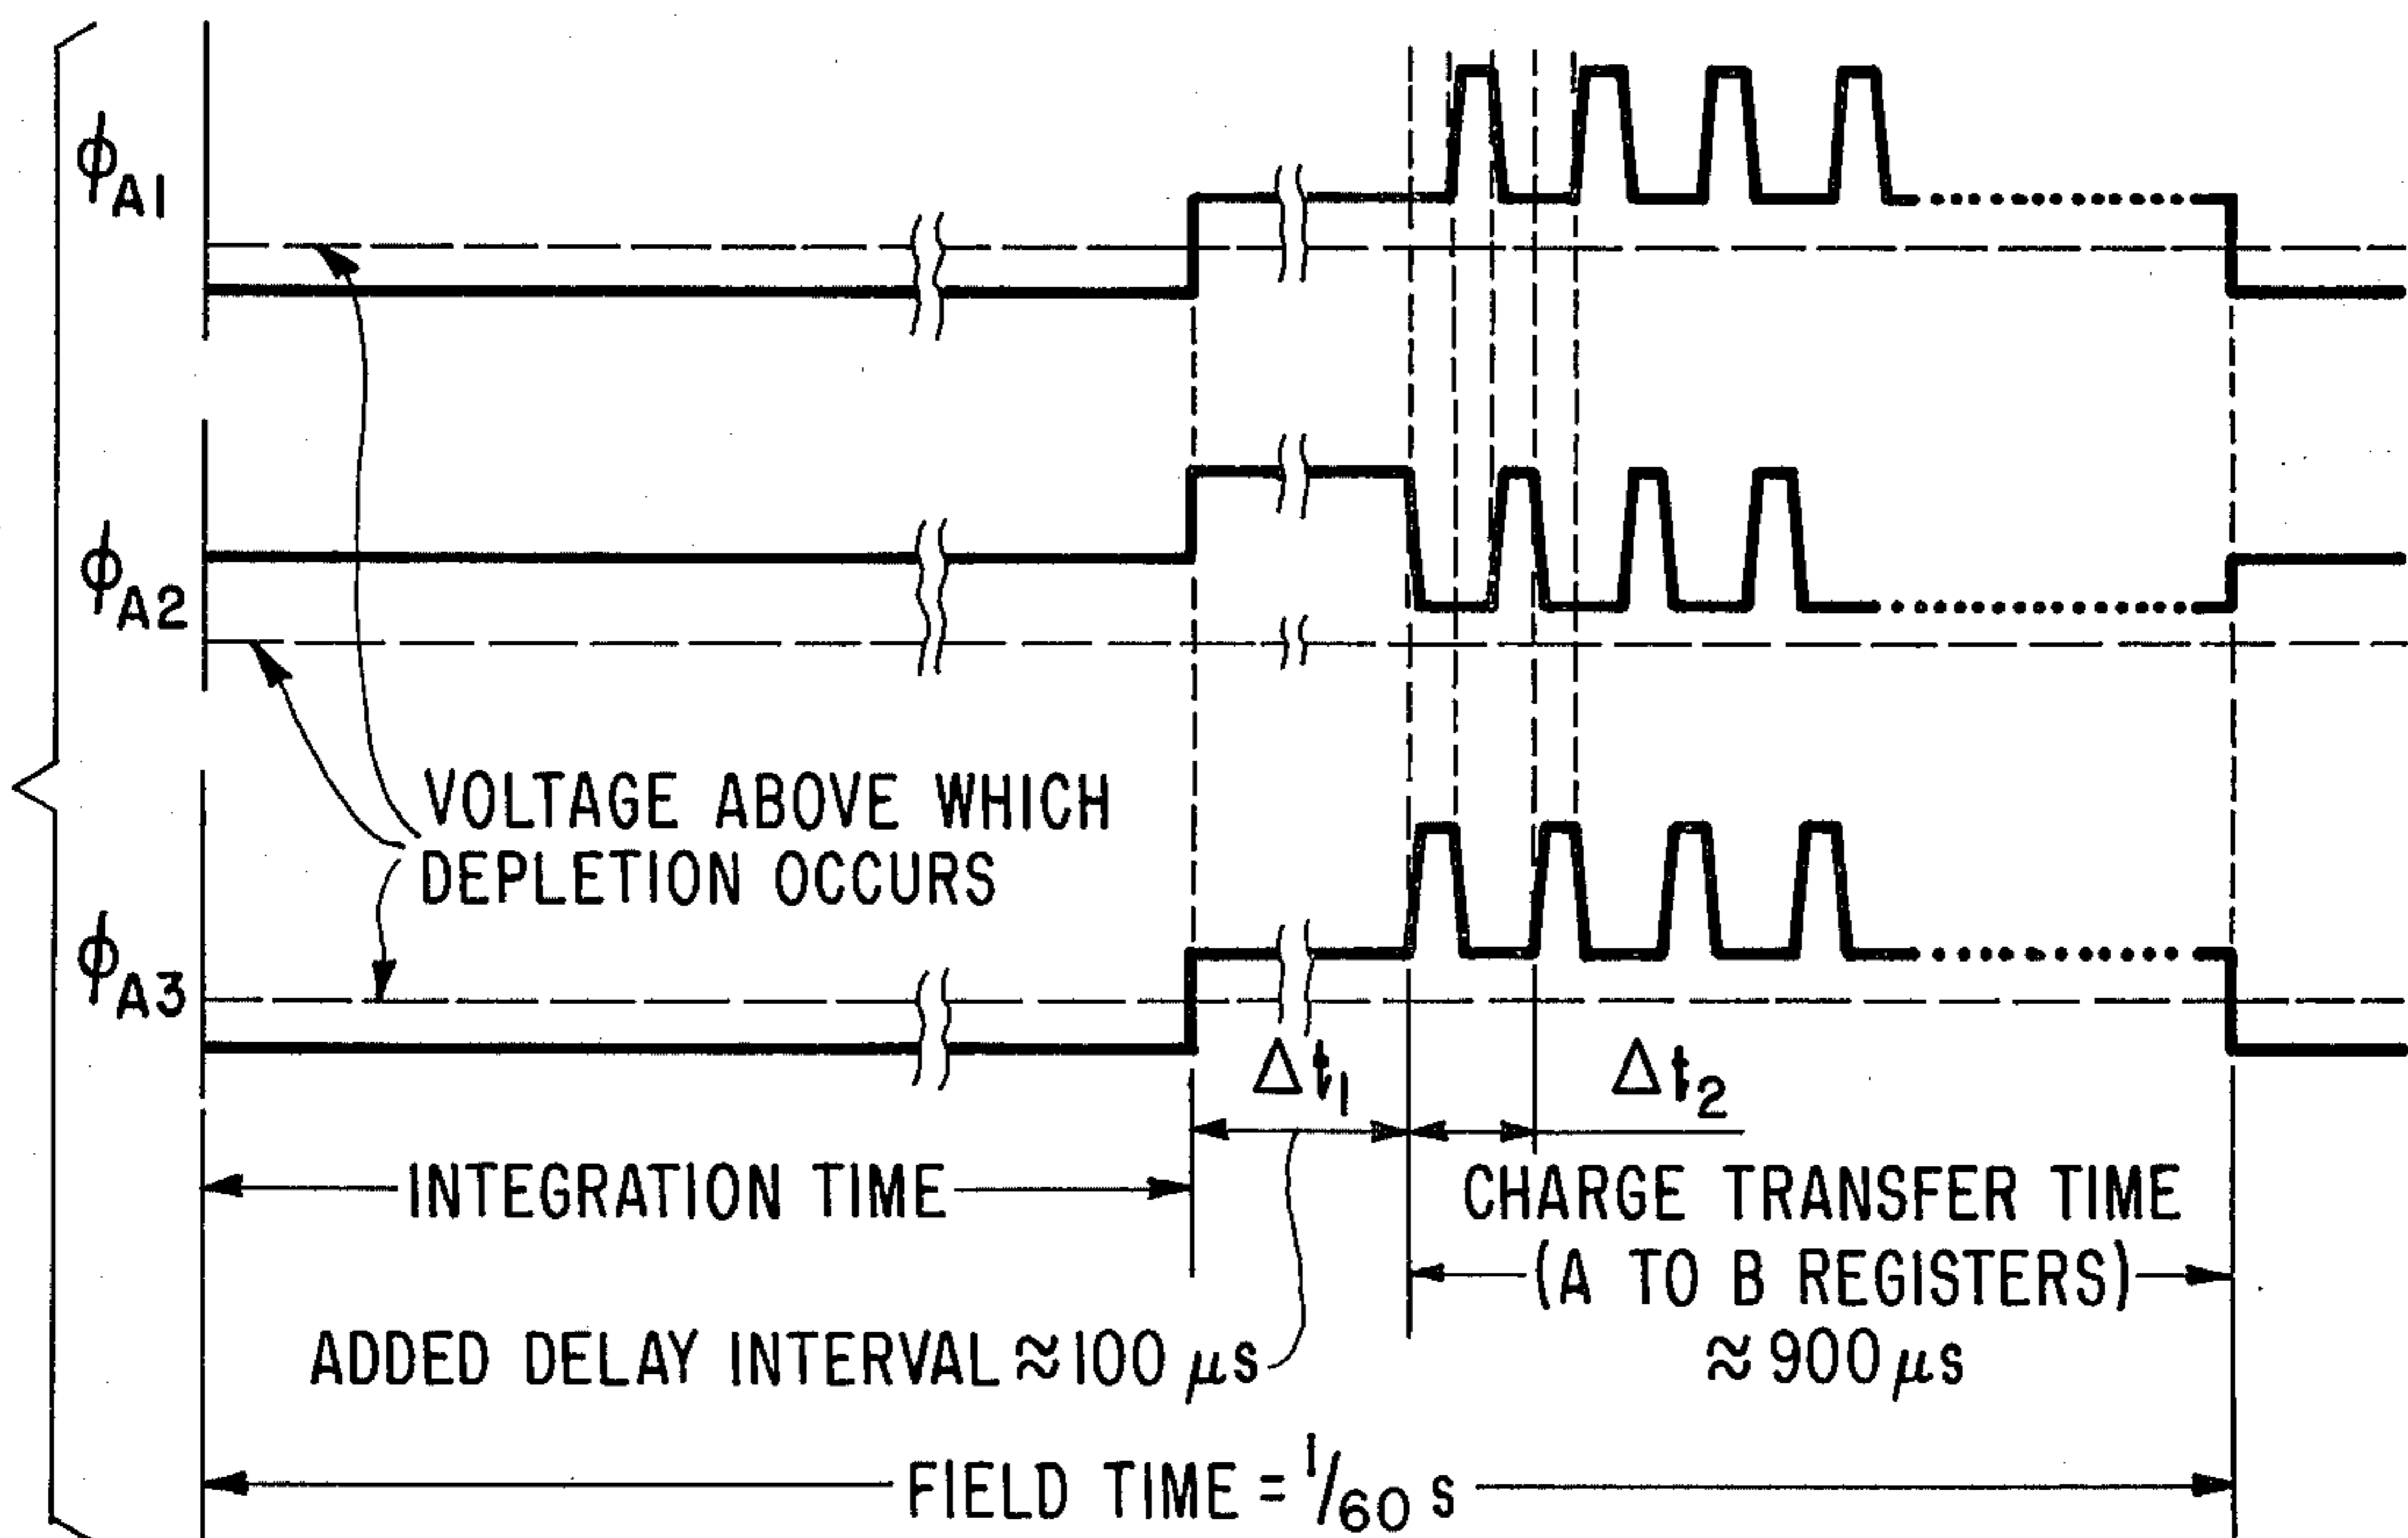 ϕA1
ϕA2
VOLTAGE ABOVE WHICH
DEPLETION OCCURS
ϕA3
Δt1
Δt2
INTEGRATION TIME
CHARGE TRANSFER TIME
(A TO B REGISTERS)
≈ 900 μs
ADDED DELAY INTERVAL ≈ 100 μs
FIELD TIME = 1/60 s